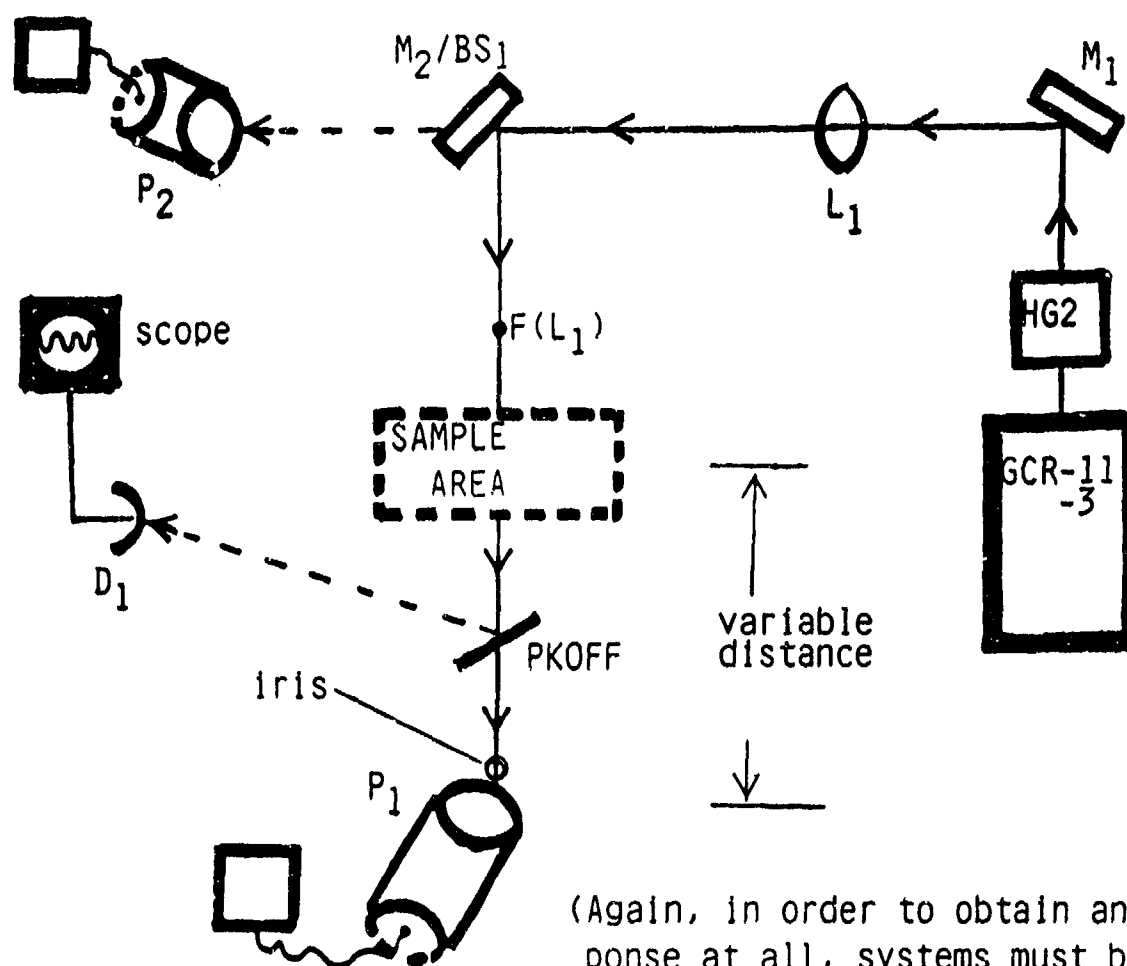 M2/BS1
M1
P2
L1
HG2
F(L1)
scope
SAMPLE
AREA
GCR-11
-3
D1
variable
distance
PKOFF
iris
P1
(Again, in order to obtain an
ponse at all, systems must b